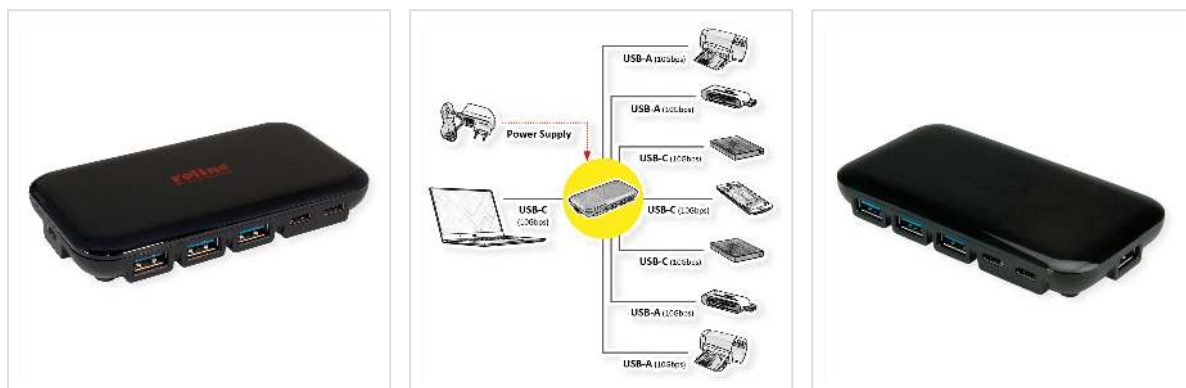 roline
USB-A (10Gbps)
USB-A (10Gbps)
Power Supply
USB-C (10Gbps)
USB-C
(10Gbps)
USB-C (10Gbps)
USB-C (10Gbps)
USB-A (10Gbps)
USB-A (10Gbps)